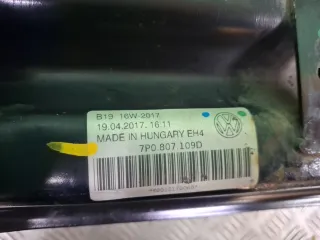 B19 16W-2017
19.04.2017. 16:11
MADE IN HUNGARY EH4
7P0.807.109D